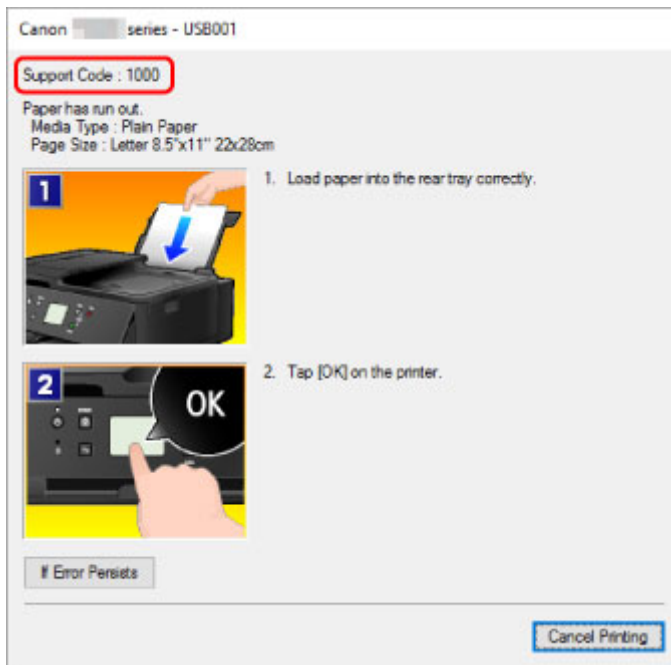 Canon series - USB001
Support Code : 1000
Paper has run out.
Media Type : Plain Paper
Page Size : Letter 8.5"x11" 22x28cm
1
1. Load paper into the rear tray correctly.
2
OK
2. Tap [OK] on the printer.
If Error Persists
Cancel Printing